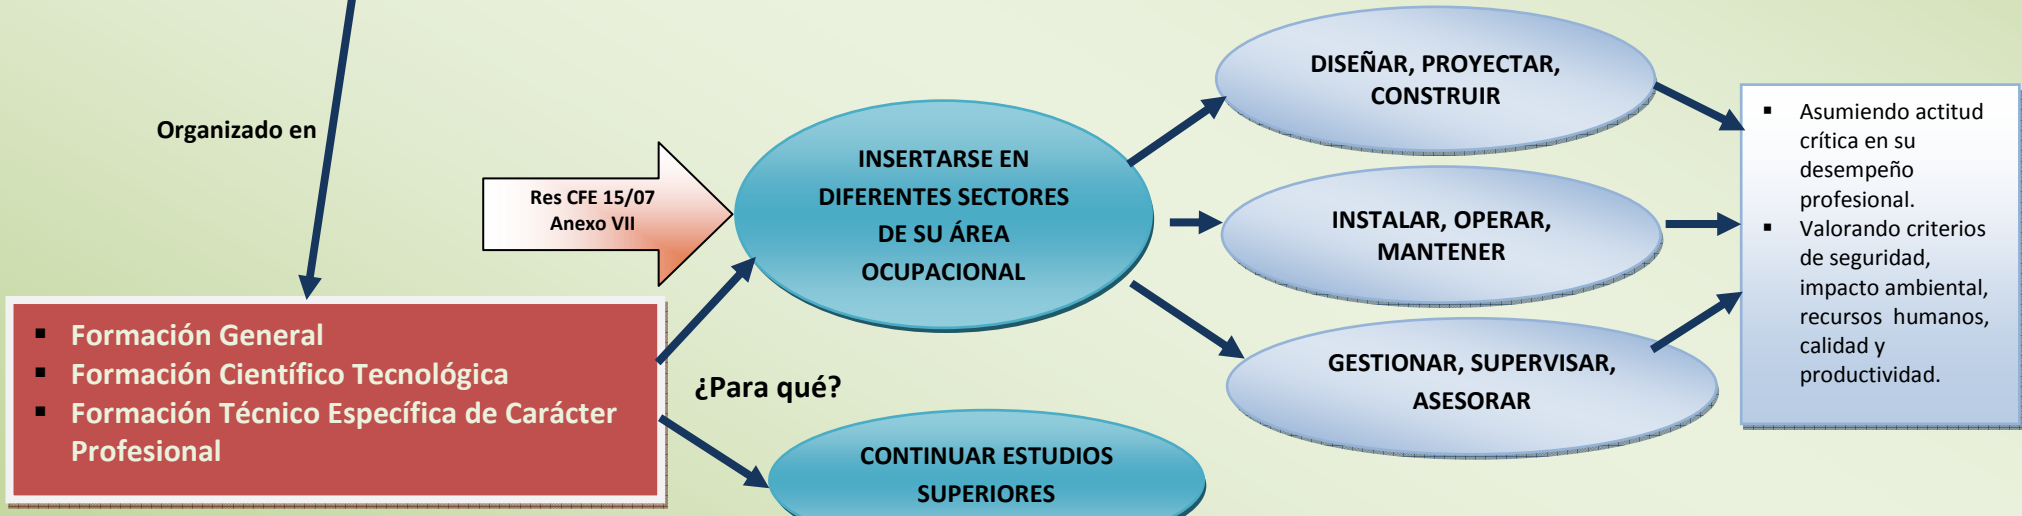 Organizado en
▪ Formación General
▪ Formación Científico Tecnológica
▪ Formación Técnico Específica de Carácter
Profesional
¿Para qué?
Res CFE 15/07
Anexo VII
INSERTARSE EN
DIFERENTES SECTORES
DE SU ÁREA
OCUPACIONAL
CONTINUAR ESTUDIOS
SUPERIORES
DISEÑAR, PROYECTAR,
CONSTRUIR
INSTALAR, OPERAR,
MANTENER
GESTIONAR, SUPERVISAR,
ASESORAR
▪ Asumiendo actitud
crítica en su
desempeño
profesional.
▪ Valorando criterios
de seguridad,
impacto ambiental,
recursos humanos,
calidad y
productividad.